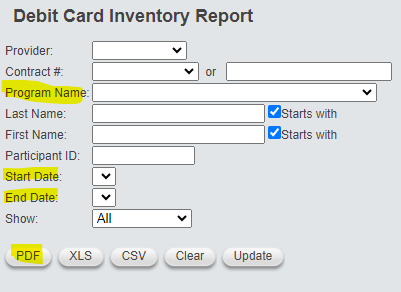 Debit Card Inventory Report
Provider:
Contract #: or
Program Name:
Last Name: Starts with
First Name: Starts with
Participant ID:
Start Date:
End Date:
Show: All
PDF XLS CSV Clear Update